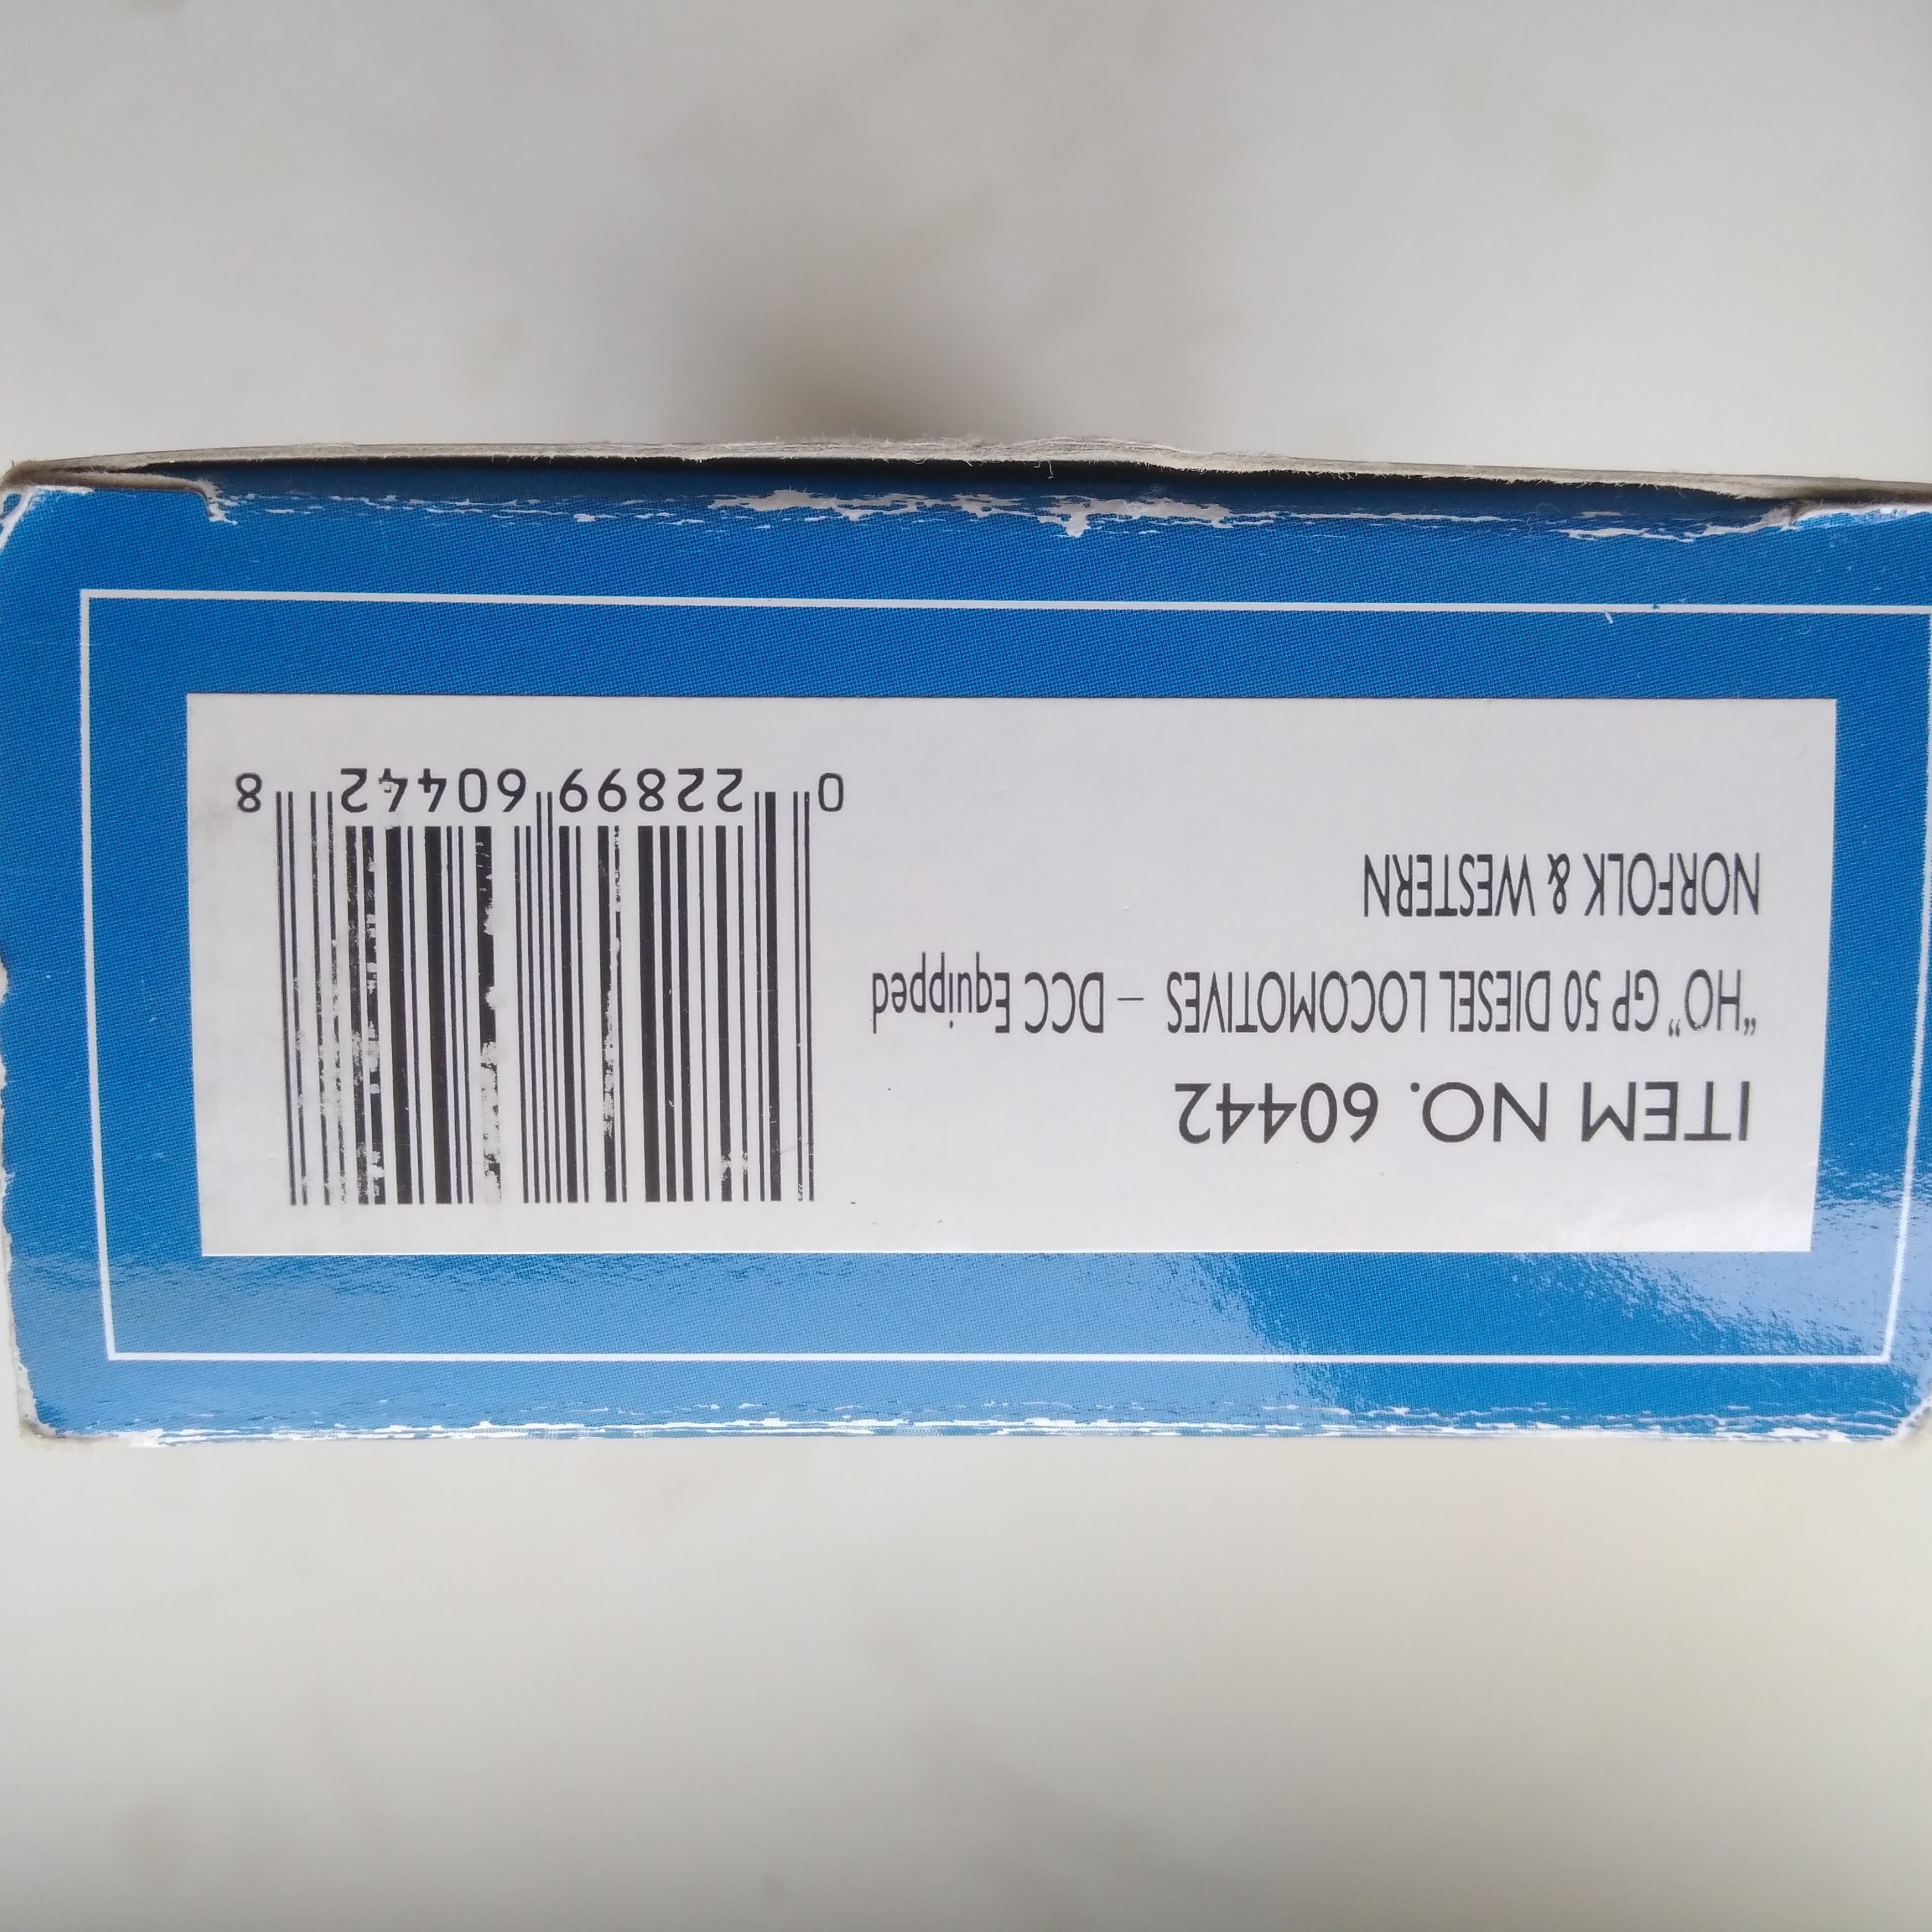 ITEM NO. 60442
“HO” GP 50 DIESEL LOCOMOTIVES – DCC Equipped
NORFOLK & WESTERN
0 22899 60442 8